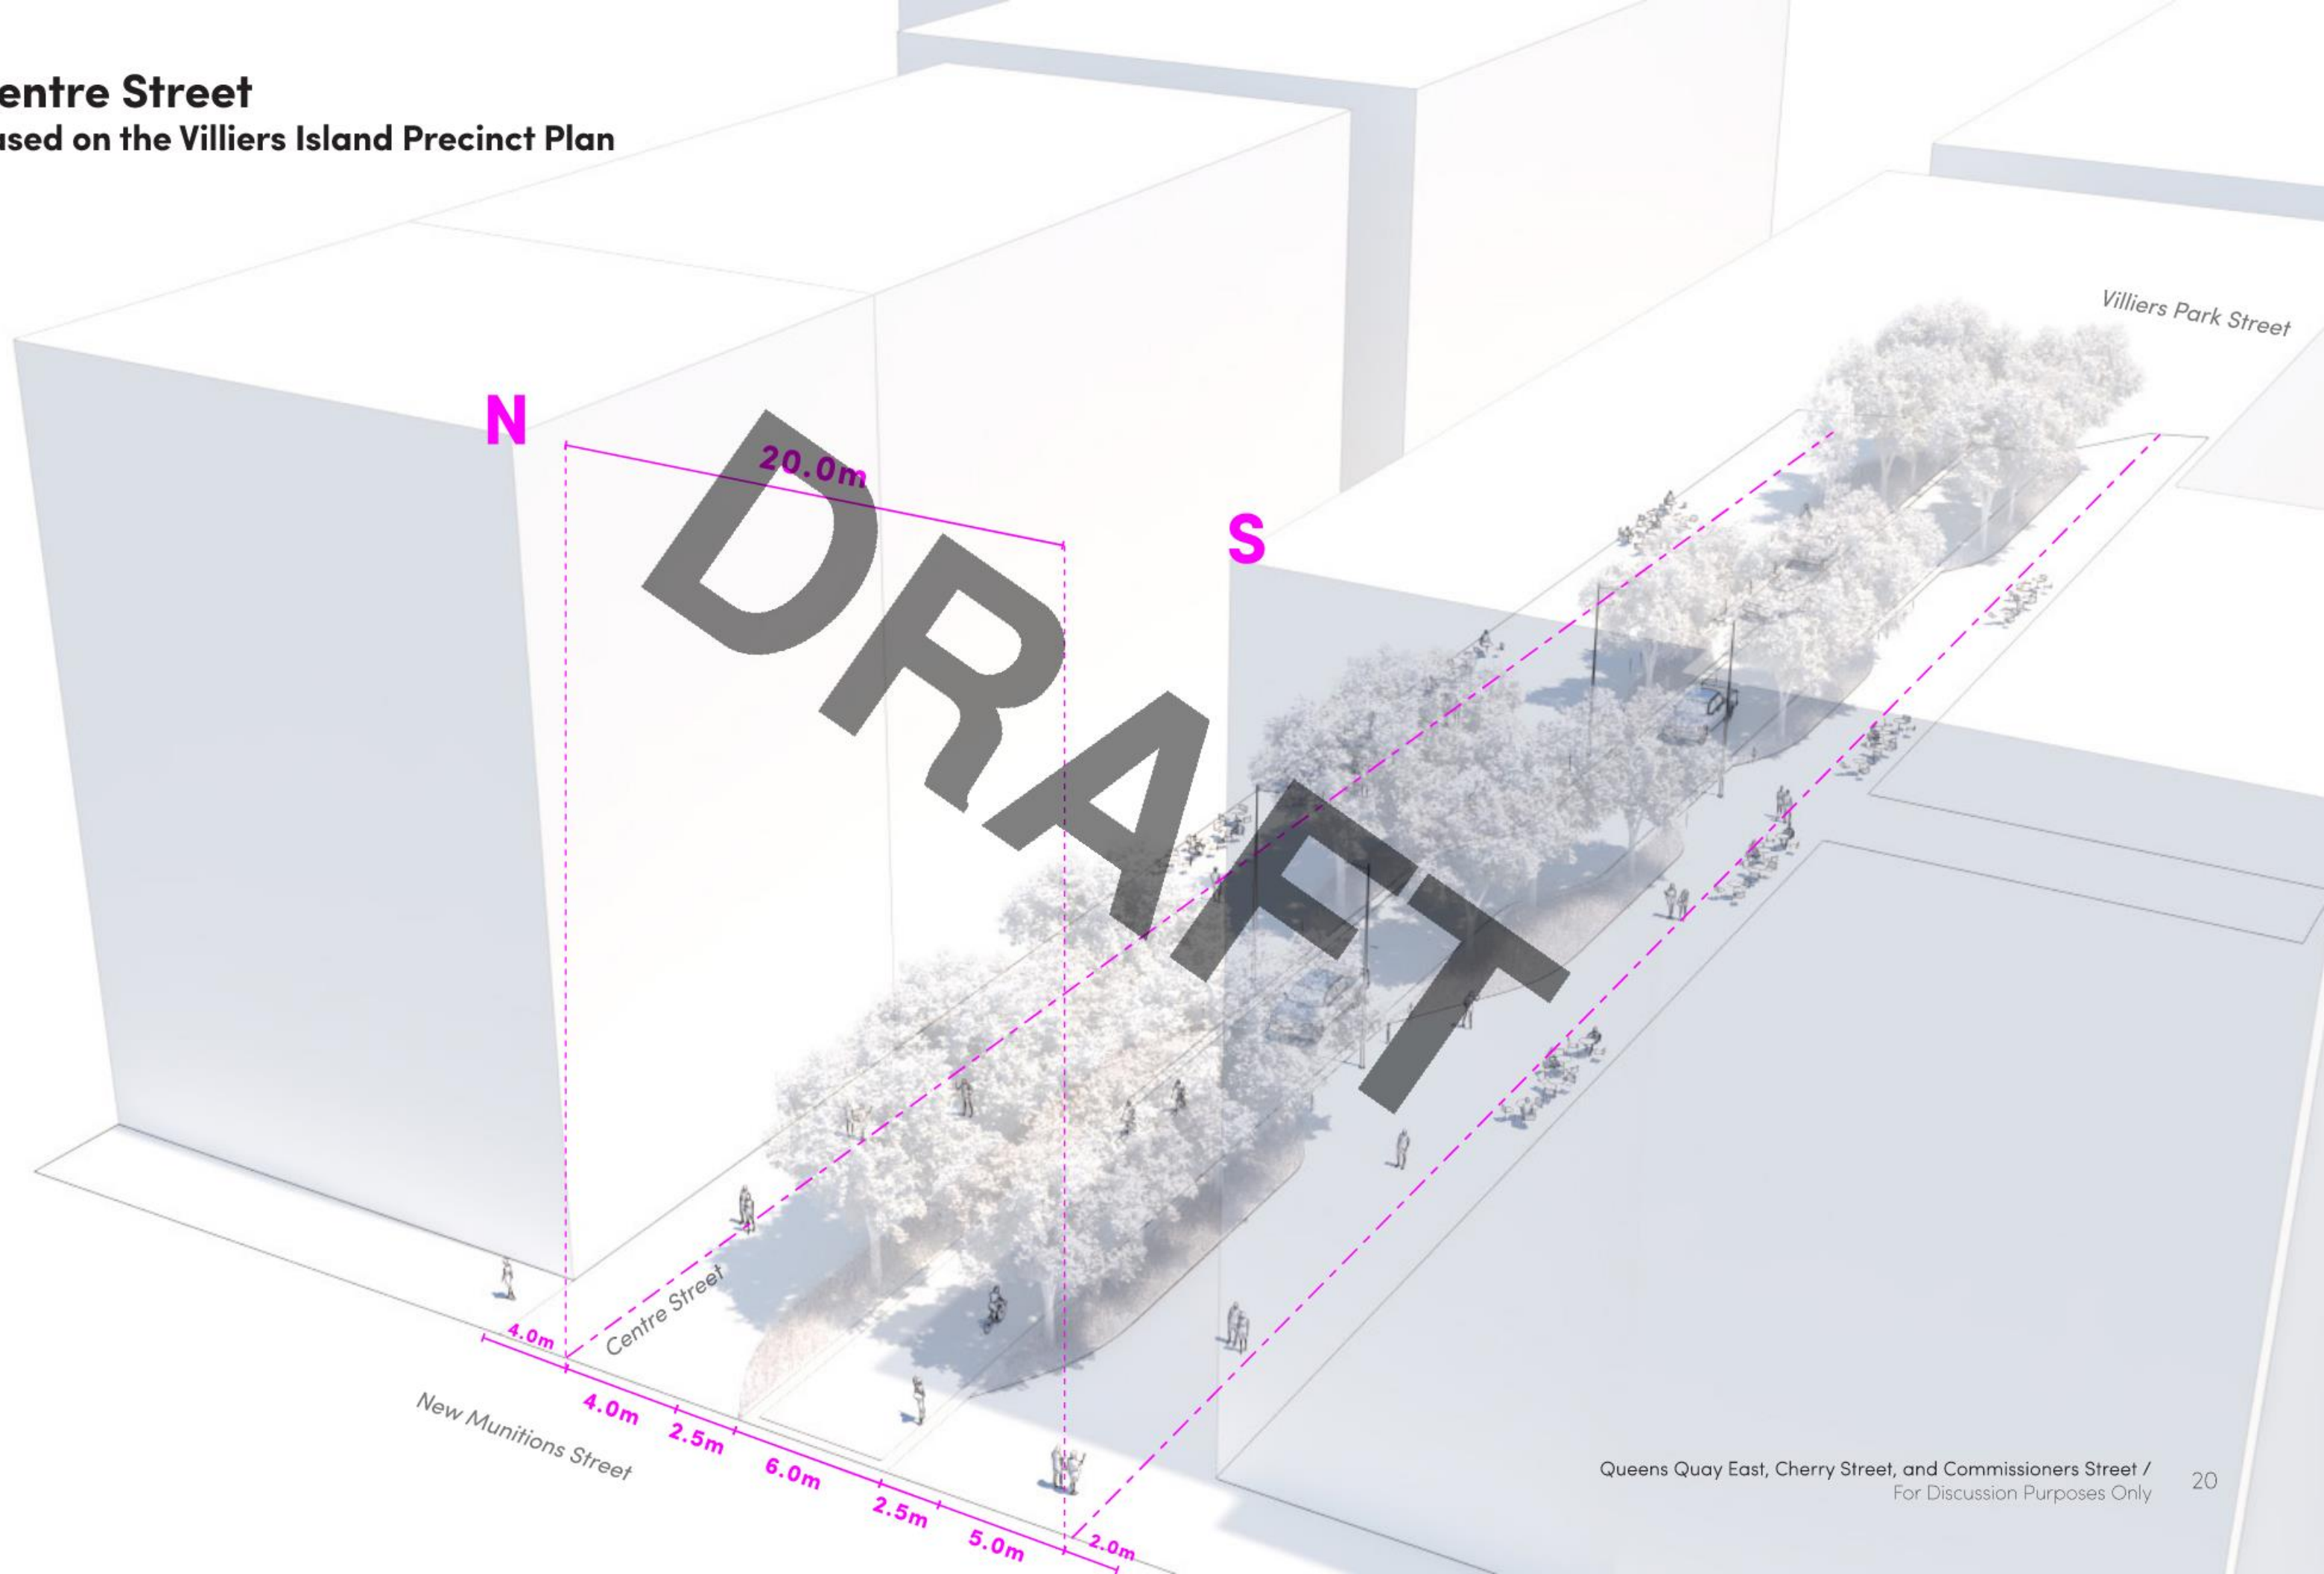 entre Street
ased on the Villiers Island Precinct Plan
Villiers Park Street
N
20.0m
S
DRAFT
Centre Street
4.0m
New Munitions Street
4.0m
2.5m
6.0m
2.5m
5.0m
2.0m
Queens Quay East, Cherry Street, and Commissioners Street /
For Discussion Purposes Only
20